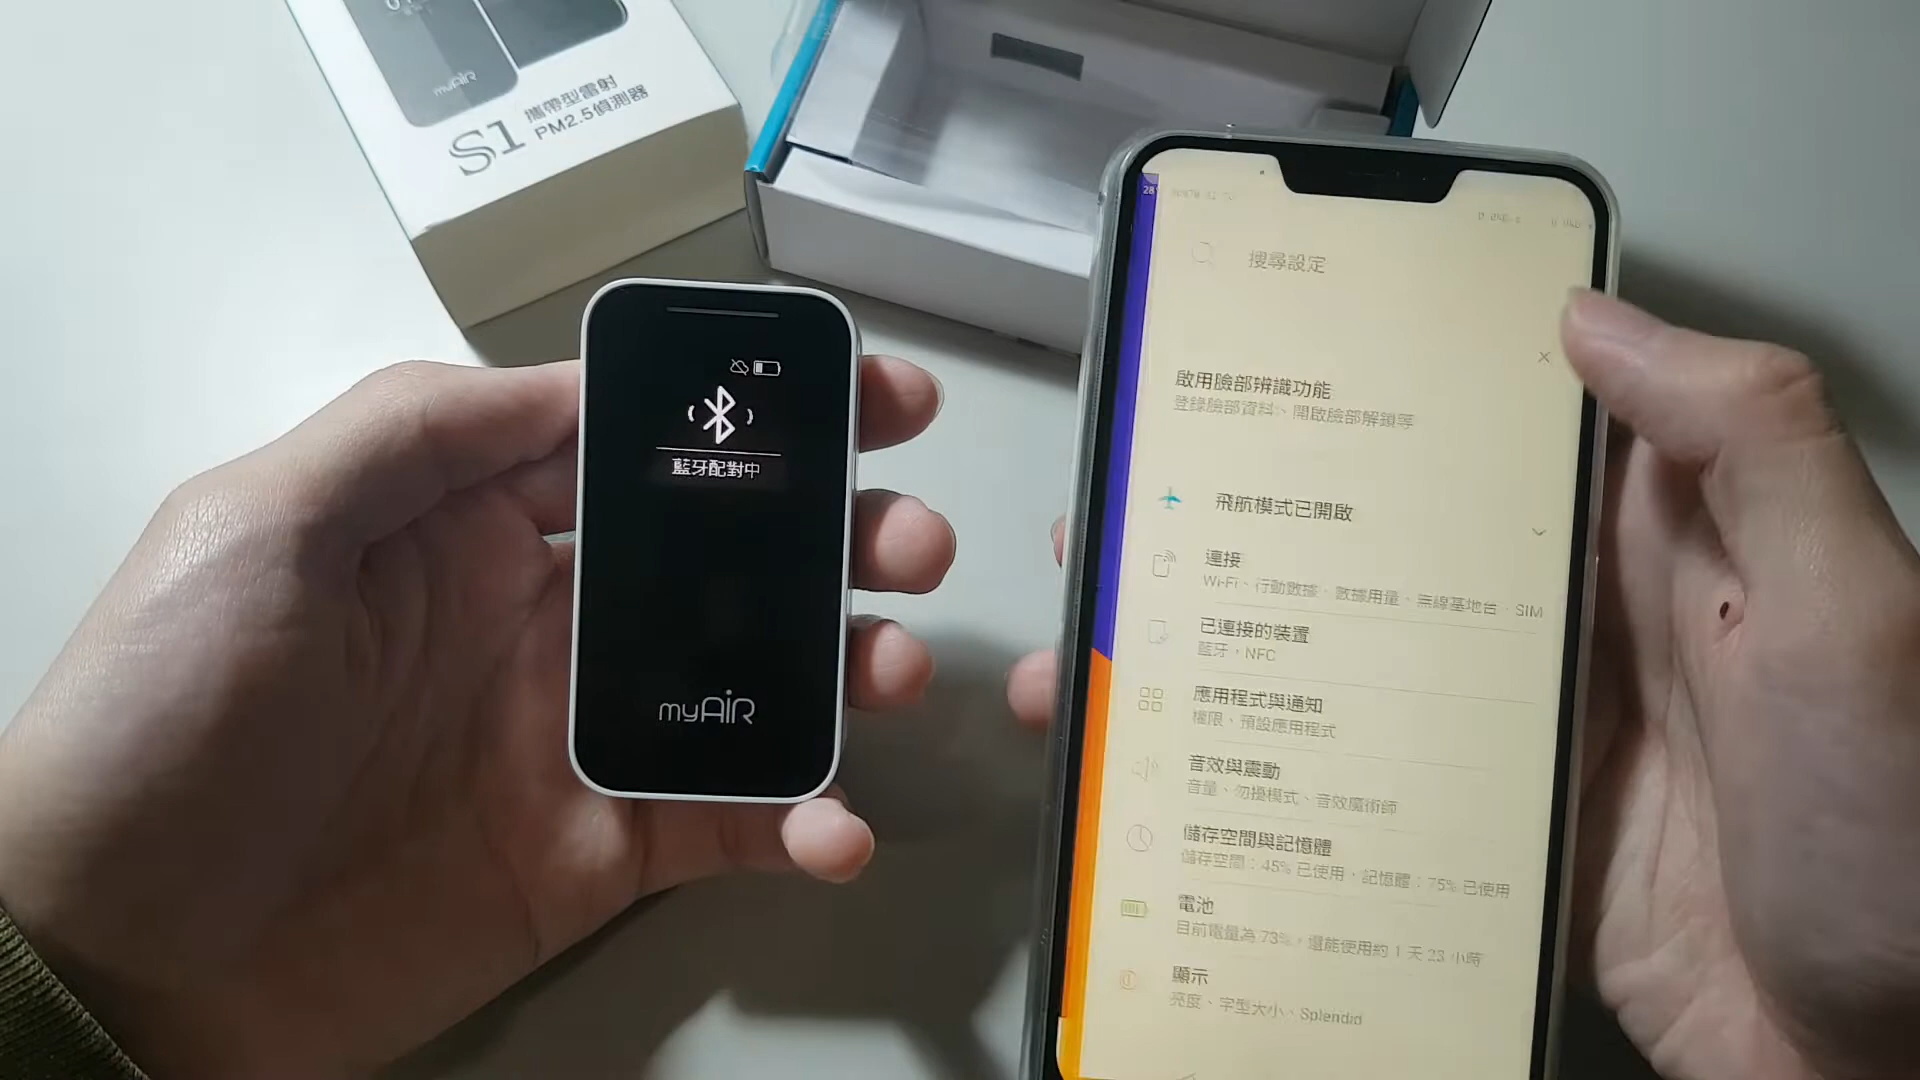 myAir
S1 攜帶型雷射
PM2.5偵測器
藍牙配對中
myAir
搜尋設定
啟用臉部辨識功能
登錄臉部資料、開啟臉部解鎖等
飛航模式已開啟
連接
Wi-Fi、行動數據、數據用量、無線基地台、SIM
已連接的裝置
藍牙，NFC
應用程式與通知
權限、預設應用程式
音效與震動
音量、勿擾模式、音效魔術師
儲存空間與記憶體
儲存空間：45% 已使用、記憶體：75% 已使用
電池
目前電量為 73%，還能使用約 1 天 23 小時
顯示
亮度、字型大小、Splendid